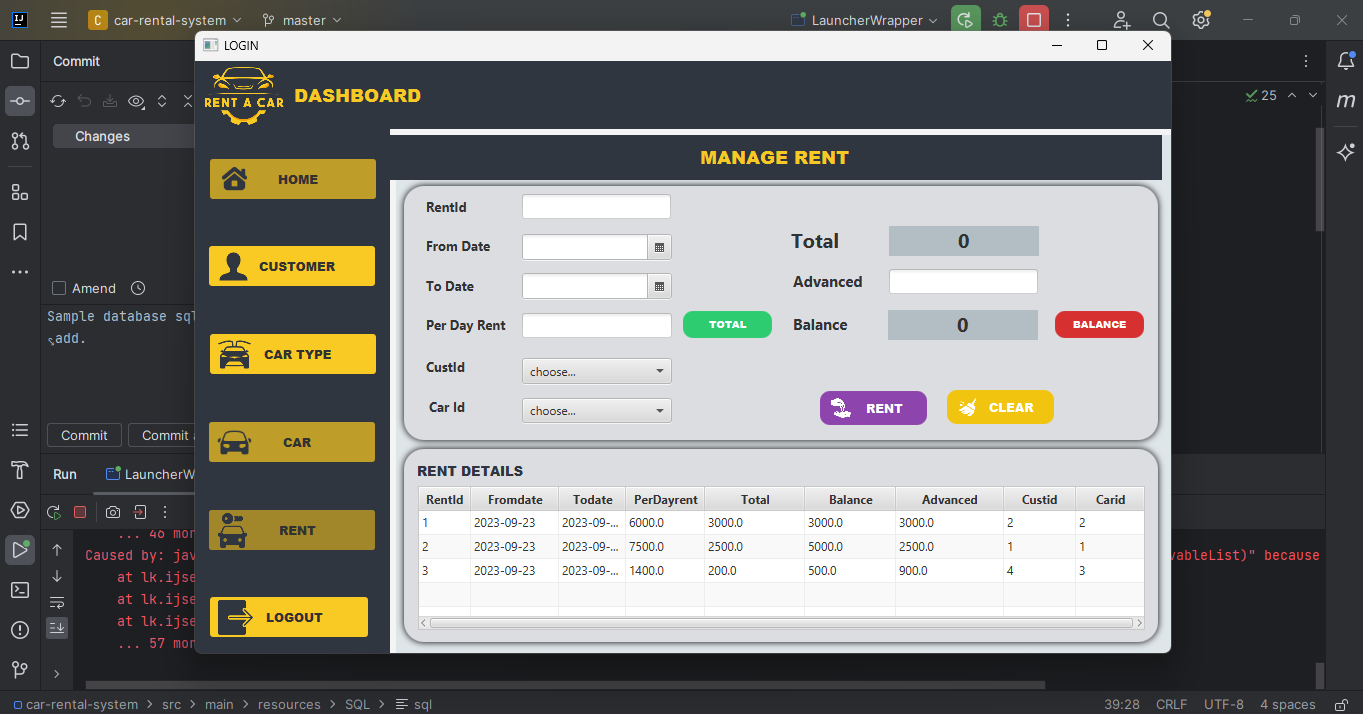 car-rental-system
master
LauncherWrapper
LOGIN
Commit
RENT A CAR
DASHBOARD
25
Changes
MANAGE RENT
HOME
RentId
From Date
Total
0
CUSTOMER
Amend
To Date
Advanced
Sample database sql
add.
Per Day Rent
TOTAL
Balance
0
BALANCE
CAR TYPE
CustId
choose...
Car Id
choose...
RENT
CLEAR
Commit
Commit
CAR
RENT DETAILS
Run
LauncherW
RentId Fromdate Todate PerDayrent Total Balance Advanced Custid Carid
1 2023-09-23 2023-09-... 6000.0 3000.0 3000.0 3000.0 2 2
2 2023-09-23 2023-09-... 7500.0 2500.0 5000.0 2500.0 1 1
3 2023-09-23 2023-09-... 1400.0 200.0 500.0 900.0 4 3
RENT
LOGOUT
... 46 mor
Caused by: jav
vableList)" because
at lk.ijse
at lk.ijse
at lk.ijse
... 57 mor
car-rental-system > src > main > resources > SQL > sql
39:28 CRLF UTF-8 4 spaces